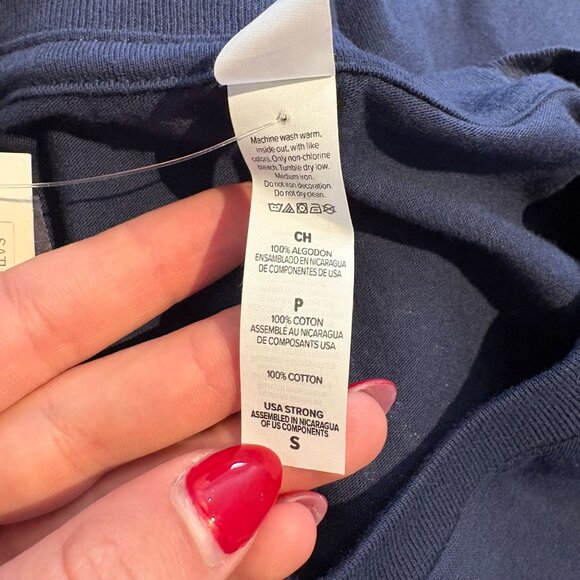 Machine wash warm,
inside out, with like
colors. Only non-chlorine
bleach. Tumble dry low.
Medium iron.
Do not iron decoration.
Do not dry clean.
CH
100% ALGODON
ENSAMBLADO EN NICARAGUA
DE COMPONENTES DE USA
P
100% COTON
ASSEMBLE AU NICARAGUA
DE COMPOSANTS USA
100% COTTON
USA STRONG
ASSEMBLED IN NICARAGUA
OF US COMPONENTS
S